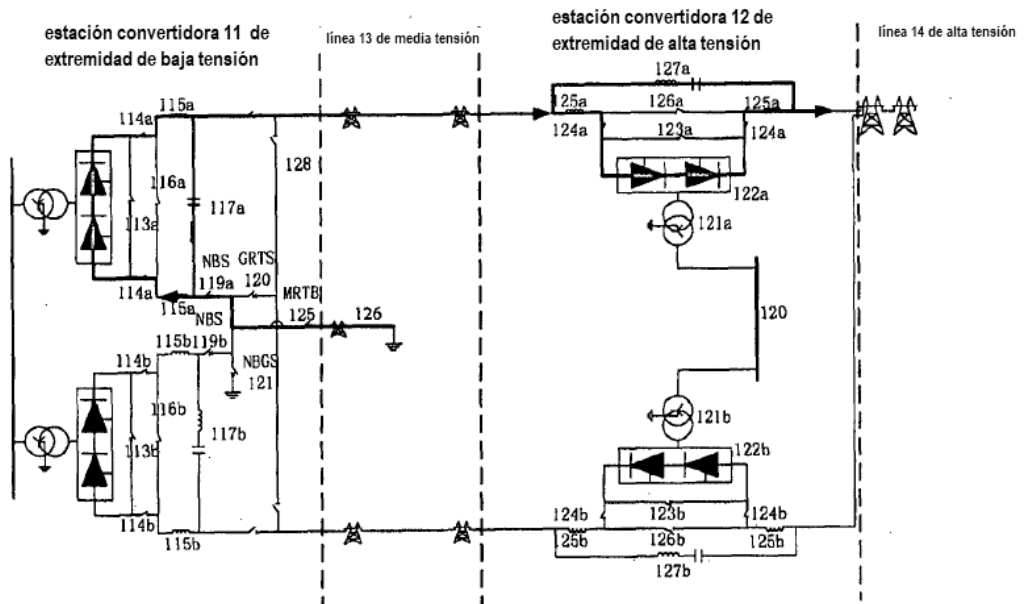 estación convertidora 11 de
extremidad de baja tensión
línea 13 de media tensión
estación convertidora 12 de
extremidad de alta tensión
línea 14 de alta tensión
127a
115a
125a
126a
125a
114a
124a
123a
124a
128
116a
122a
113a
117a
121a
NBS
GRTS
119a
120
114a
115a
MRTB
120
NBS
125
126
115b
119b
NBGS
114b
121
121b
116b
117b
122b
113b
123b
114b
124b
124b
115b
125b
126b
125b
127b